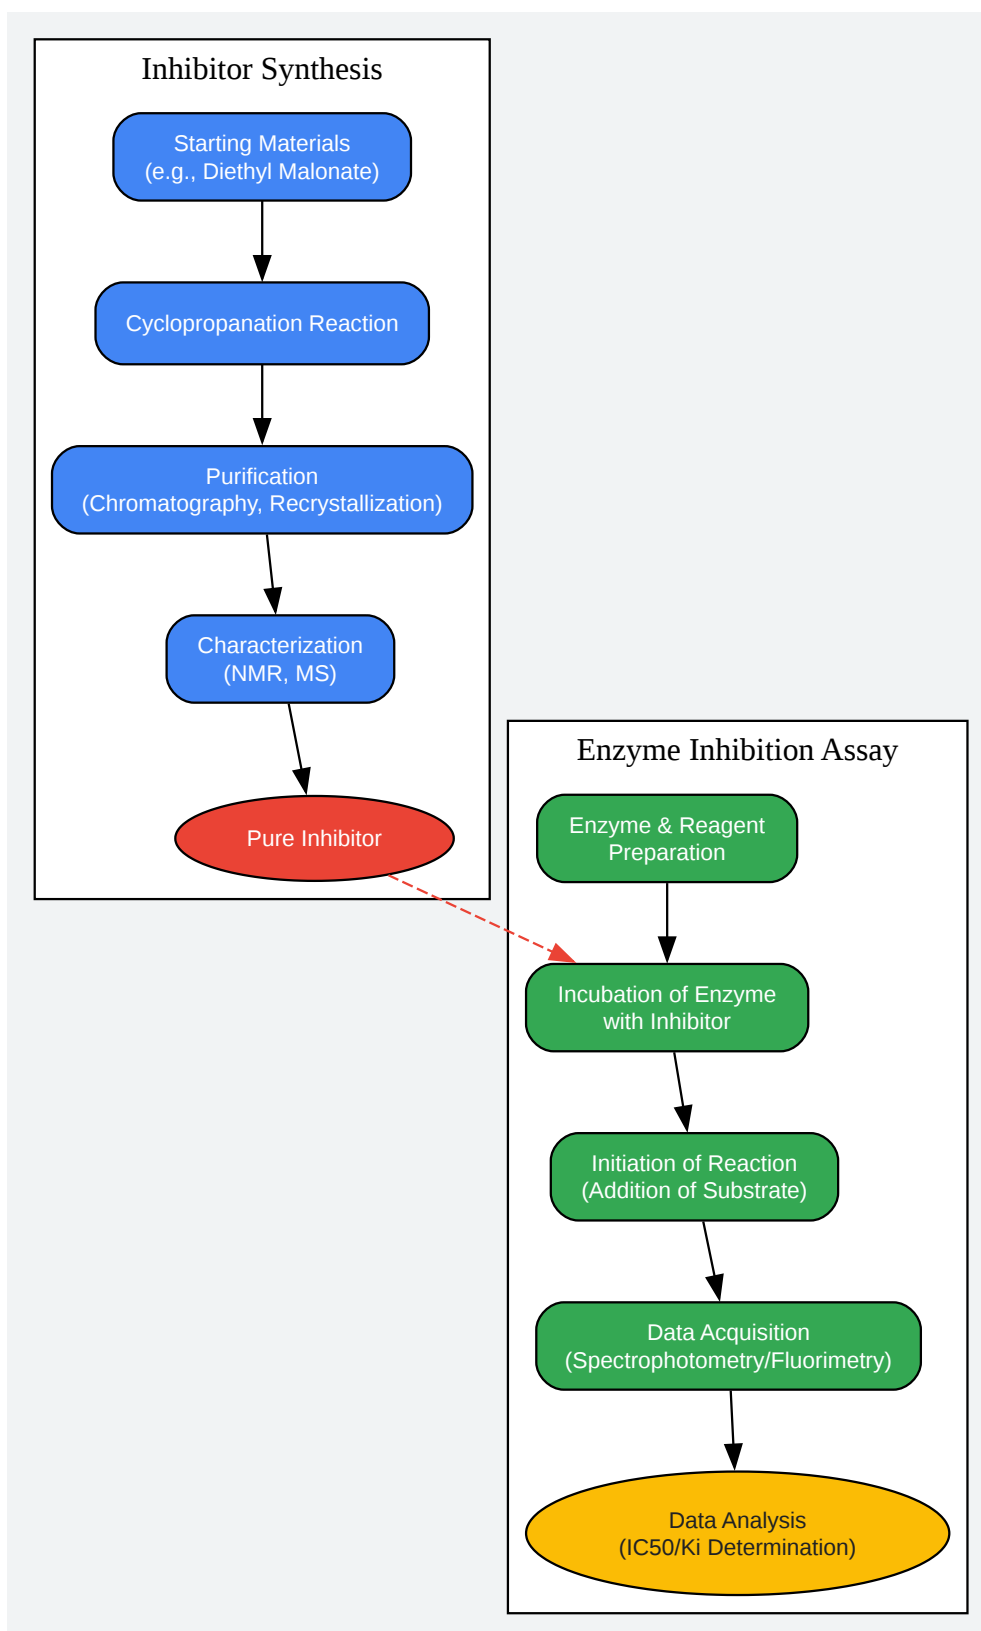 Inhibitor Synthesis
Starting Materials
(e.g., Diethyl Malonate)
Cyclopropanation Reaction
Purification
(Chromatography, Recrystallization)
Characterization
(NMR, MS)
Pure Inhibitor
Enzyme Inhibition Assay
Enzyme & Reagent
Preparation
Incubation of Enzyme
with Inhibitor
Initiation of Reaction
(Addition of Substrate)
Data Acquisition
(Spectrophotometry/Fluorimetry)
Data Analysis
(IC50/Ki Determination)